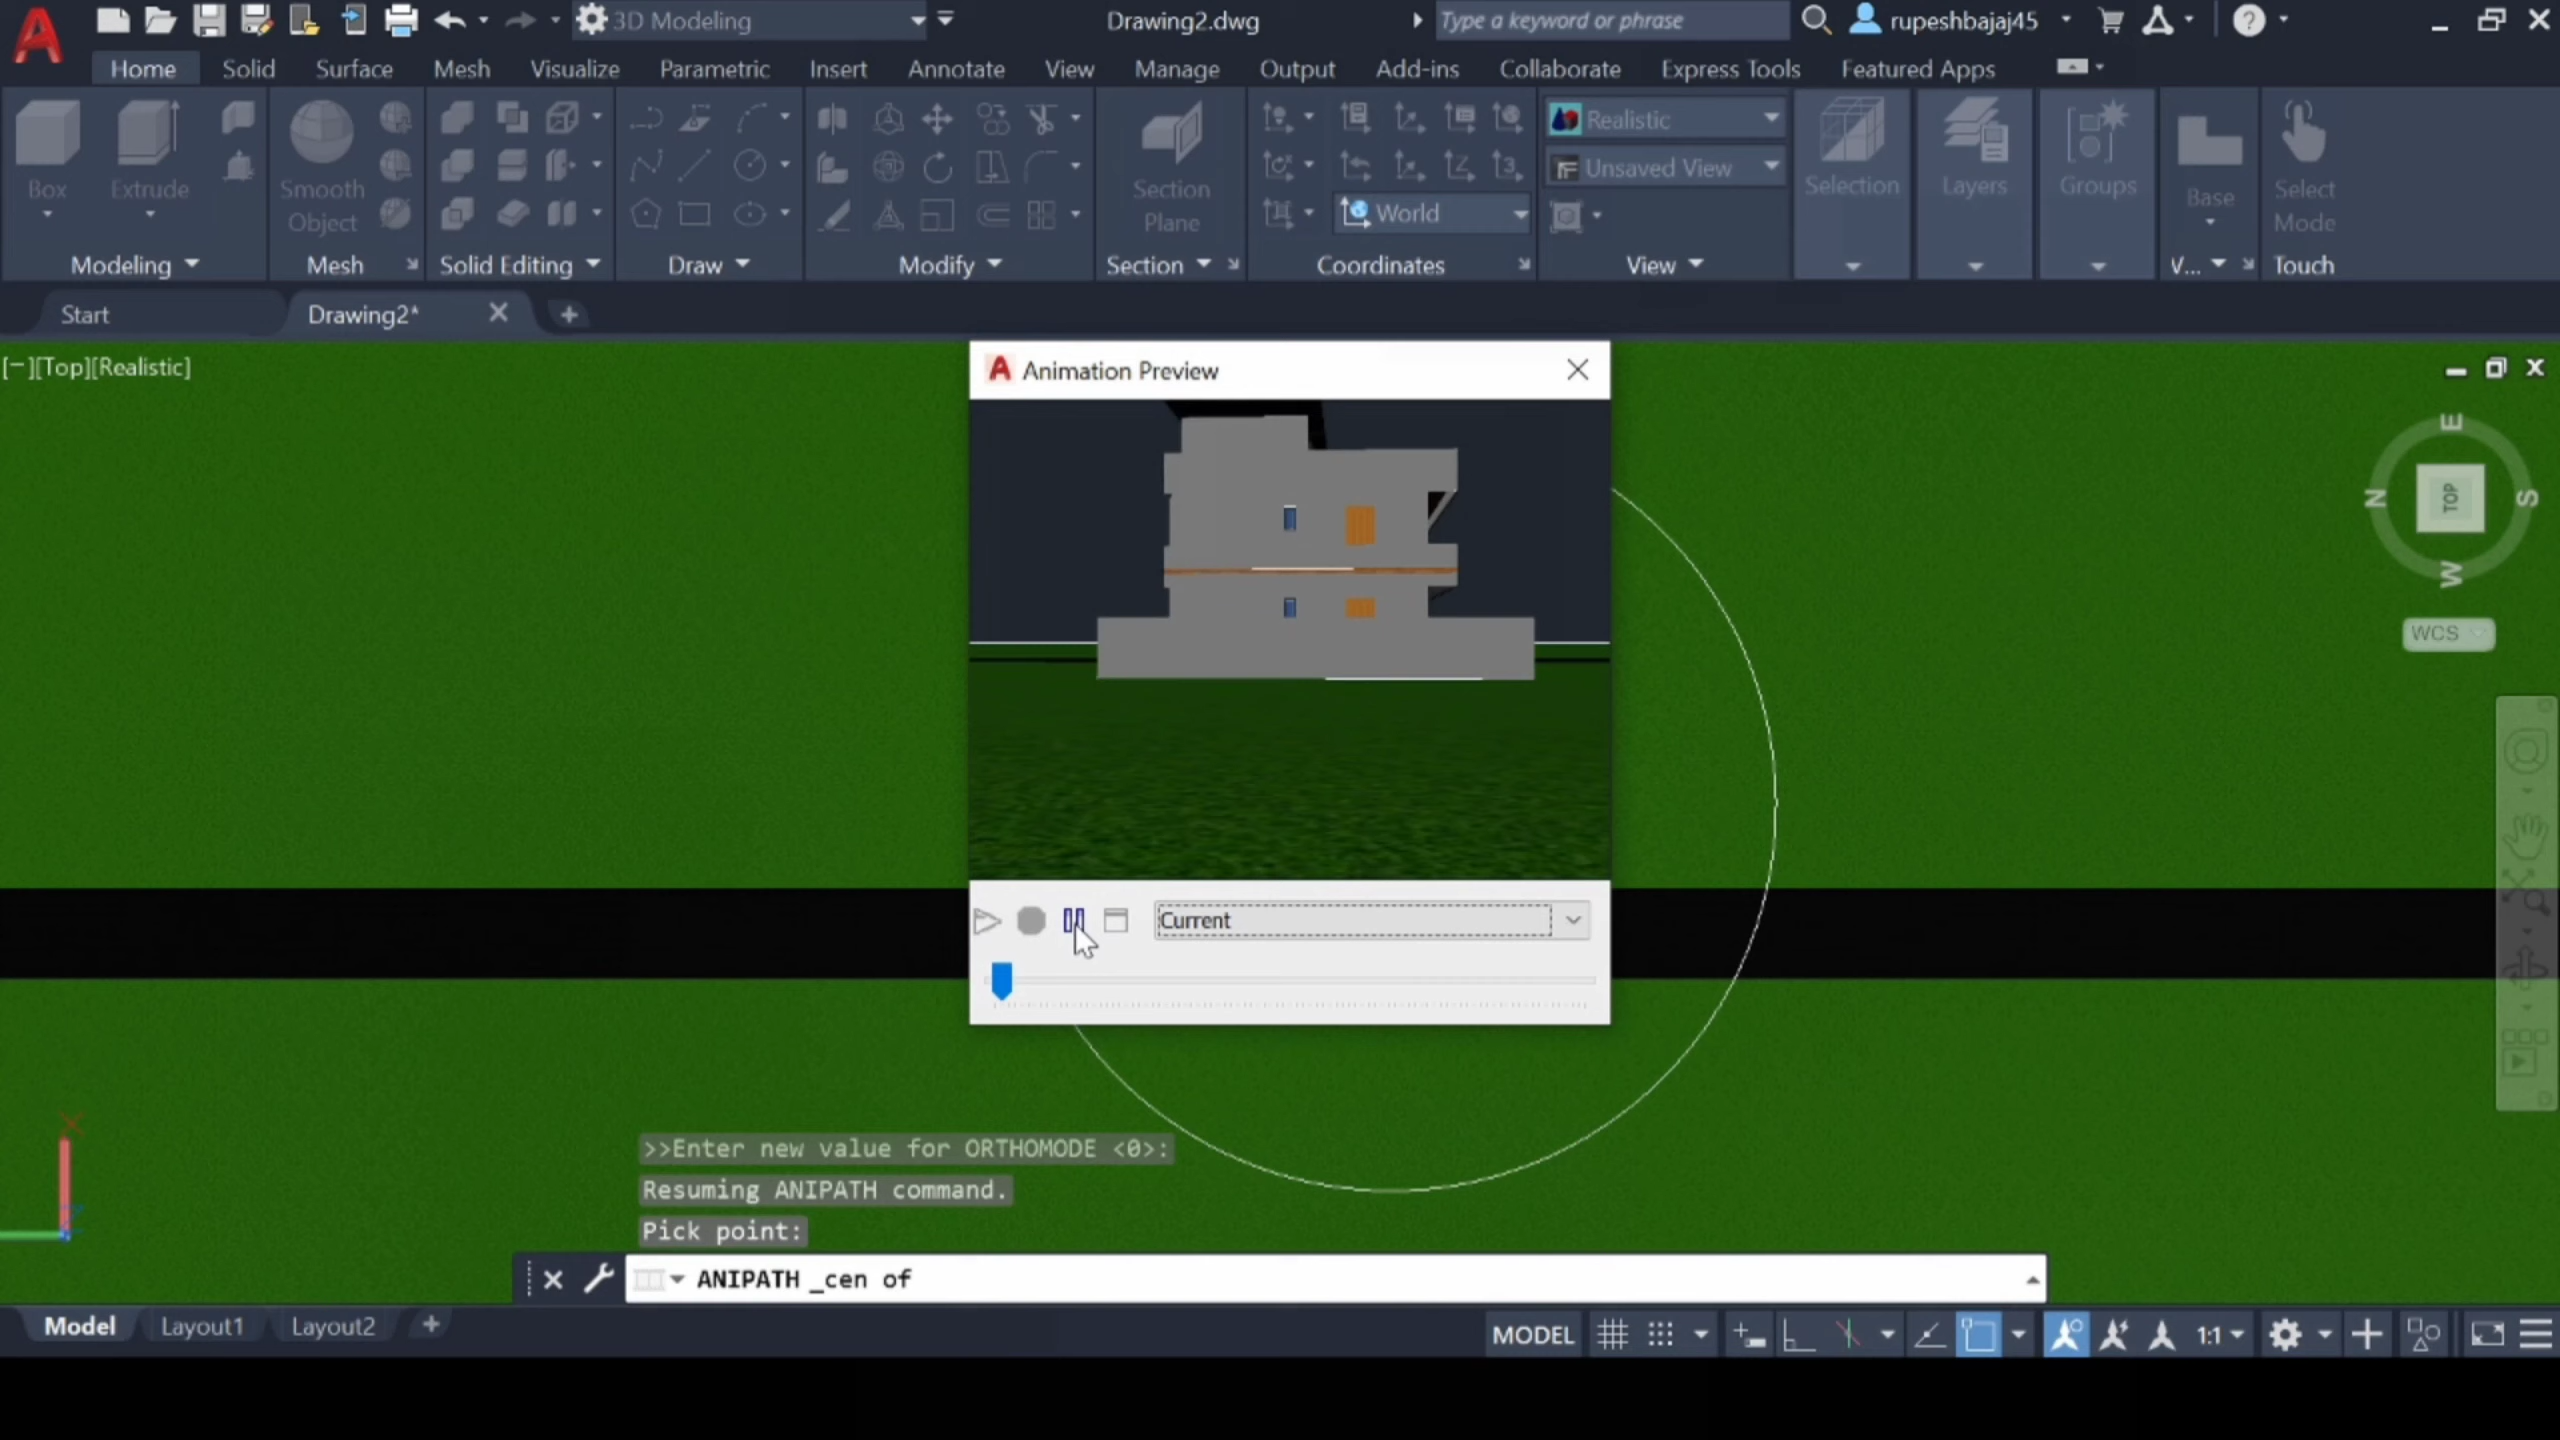 3D Modeling
Drawing2.dwg
Type a keyword or phrase
rupeshbajaj45
Home Solid Surface Mesh Visualize Parametric Insert Annotate View Manage Output Add-ins Collaborate Express Tools Featured Apps
Box
Extrude
Smooth
Object
Section
Plane
World
Realistic
Unsaved View
Selection
Layers
Groups
Base
Select
Mode
Modeling
Mesh
Solid Editing
Draw
Modify
Section
Coordinates
View
V...
Touch
Start
Drawing2*
[−][Top][Realistic]
Animation Preview
E
N
TOP
S
W
WCS
Current
X
>>Enter new value for ORTHOMODE <0>:
Resuming ANIPATH command.
Pick point:
ANIPATH _cen of
Model Layout1 Layout2
MODEL
1:1